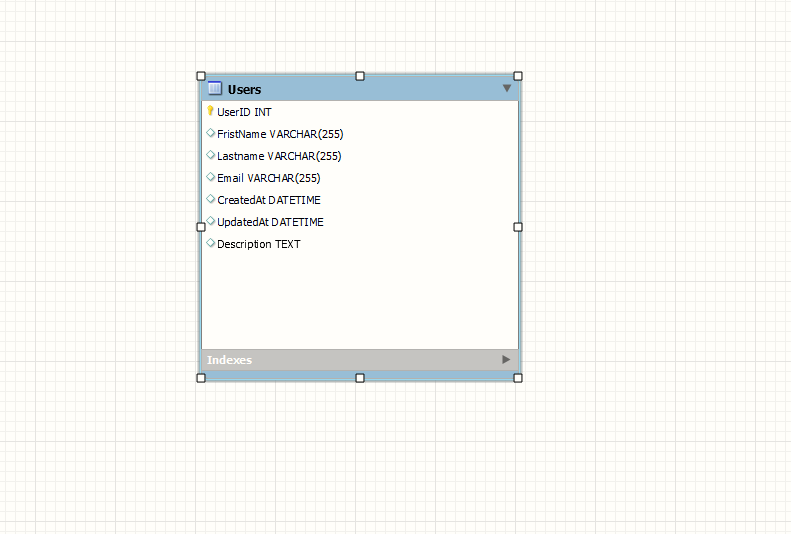 Users
UserID INT
FristName VARCHAR(255)
Lastname VARCHAR(255)
Email VARCHAR(255)
CreatedAt DATETIME
UpdatedAt DATETIME
Description TEXT
Indexes